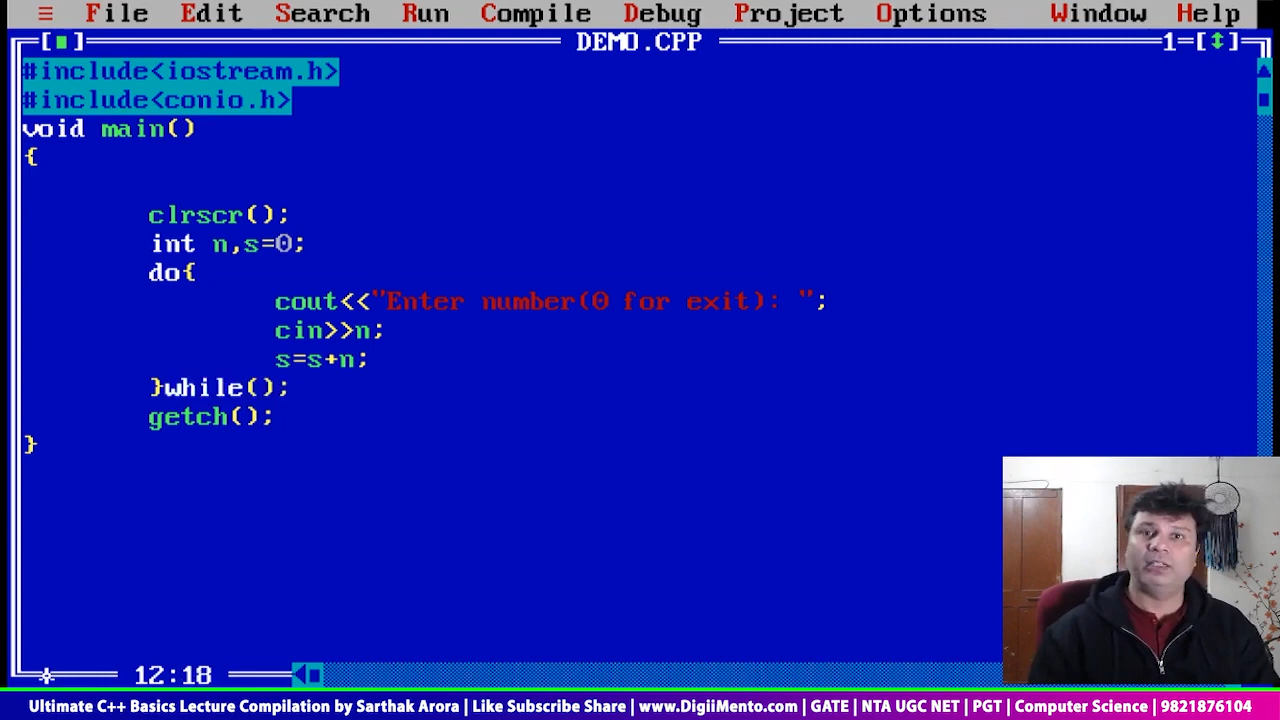 ≡ File Edit Search Run Compile Debug Project Options Window Help
[■] DEMO.CPP 1=[↕]
#include<iostream.h>
#include<conio.h>
void main()
{
clrscr();
int n,s=0;
do{
cout<<"Enter number(0 for exit): ";
cin>>n;
s=s+n;
}while();
getch();
}
12:18
Ultimate C++ Basics Lecture Compilation by Sarthak Arora | Like Subscribe Share | www.DigiiMento.com | GATE | NTA UGC NET | PGT | Computer Science | 9821876104